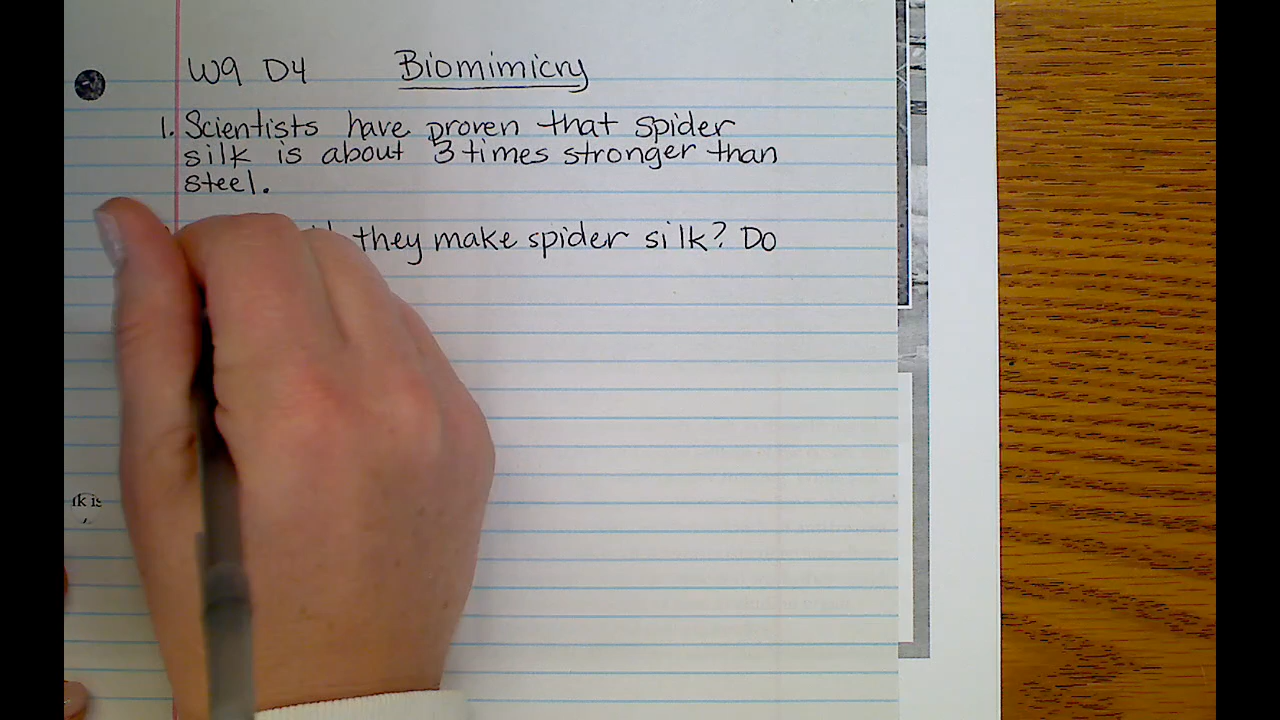 W9 D4 Biomimicry
1. Scientists have proven that spider
silk is about 3 times stronger than
steel.
they make spider silk? Do
k is